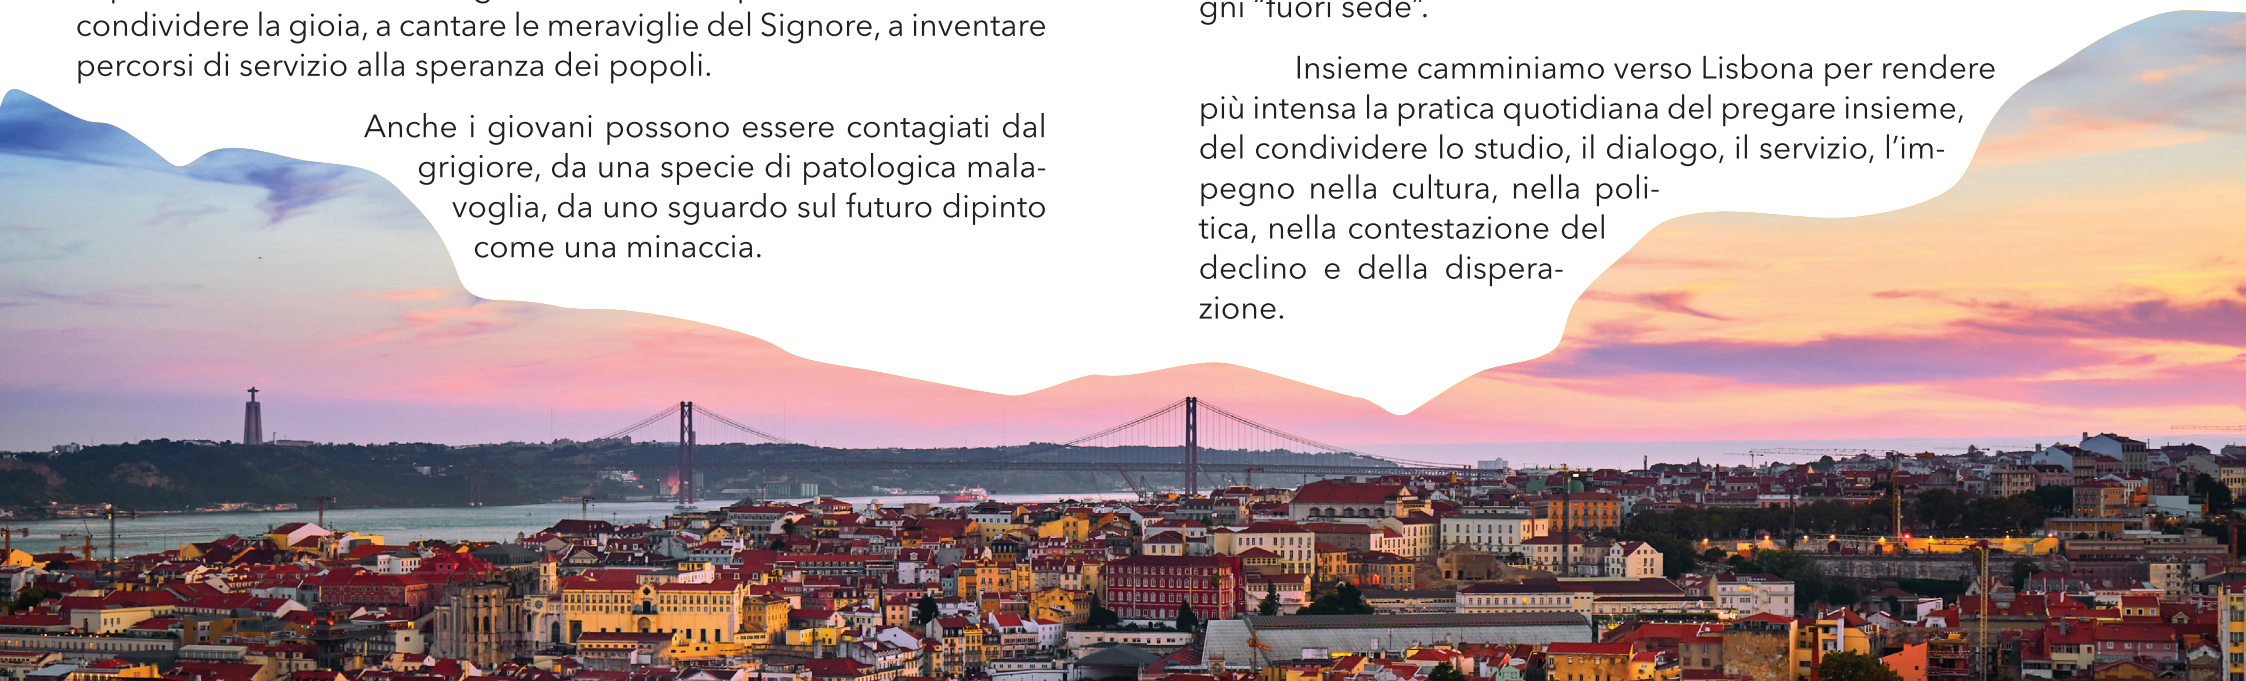 condividere la gioia, a cantare le meraviglie del Signore, a inventare
percorsi di servizio alla speranza dei popoli.
Anche i giovani possono essere contagiati dal
grigiore, da una specie di patologica mala-
voglia, da uno sguardo sul futuro dipinto
come una minaccia.
gni “fuori sede”.
Insieme camminiamo verso Lisbona per rendere
più intensa la pratica quotidiana del pregare insieme,
del condividere lo studio, il dialogo, il servizio, l’im-
pegno nella cultura, nella poli-
tica, nella contestazione del
declino e della dispera-
zione.